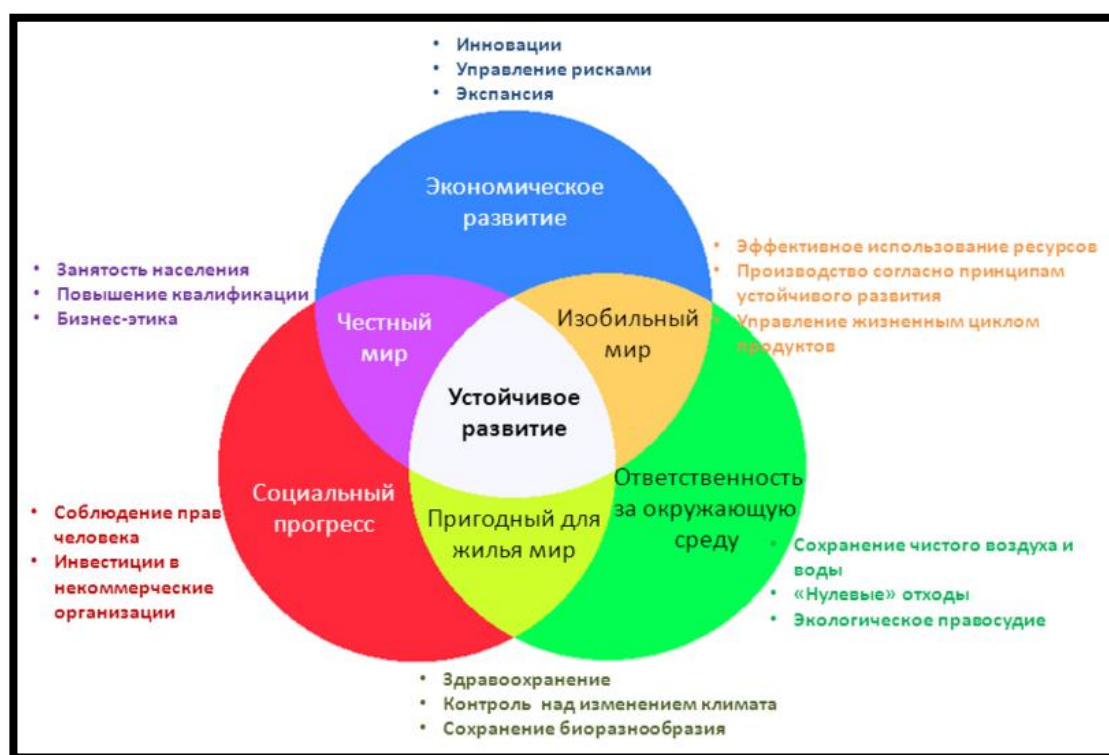 • Инновации
• Управление рисками
• Экспансия
Экономическое
развитие
• Занятость населения
• Повышение квалификации
• Бизнес-этика
• Эффективное использование ресурсов
• Производство согласно принципам
устойчивого развития
• Управление жизненным циклом
продуктов
Честный
мир
Изобильный
мир
Устойчивое
развитие
Социальный
прогресс
Пригодный для
жилья мир
Ответственность
за окружающую
среду
• Соблюдение прав
человека
• Инвестиции в
некоммерческие
организации
• Сохранение чистого воздуха и
воды
• «Нулевые» отходы
• Экологическое правосудие
• Здравоохранение
• Контроль над изменением климата
• Сохранение биоразнообразия